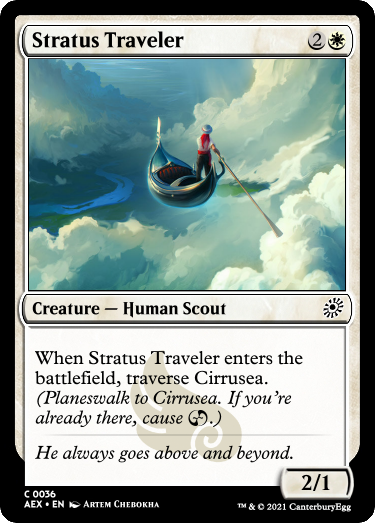 Stratus Traveler 2
Creature — Human Scout
When Stratus Traveler enters the
battlefield, traverse Cirrusea.
(Planeswalk to Cirrusea. If you're
already there, cause .)
He always goes above and beyond.
2/1
C 0036
AEX • EN Artem Chebokha
™ & © 2021 CanterburyEgg